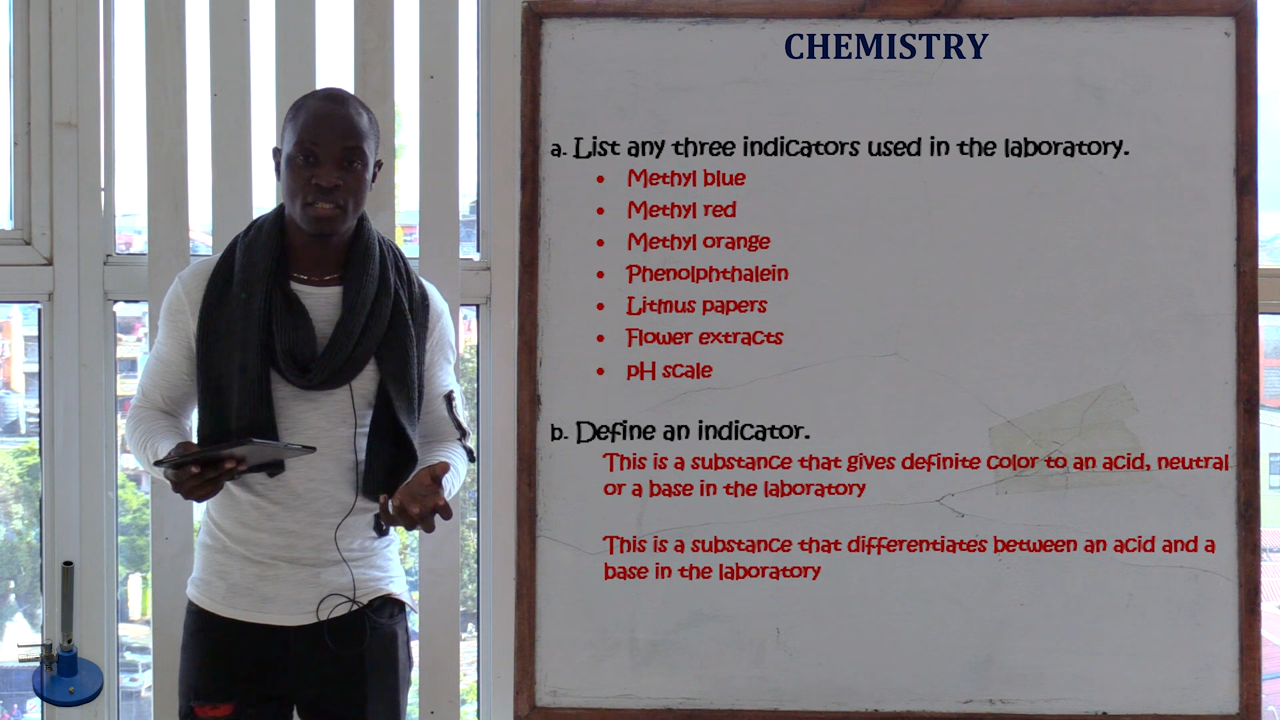 CHEMISTRY
a. List any three indicators used in the laboratory.
• Methyl blue
• Methyl red
• Methyl orange
• Phenolphthalein
• Litmus papers
• Flower extracts
• pH scale
b. Define an indicator.
This is a substance that gives definite color to an acid, neutral
or a base in the laboratory
This is a substance that differentiates between an acid and a
base in the laboratory